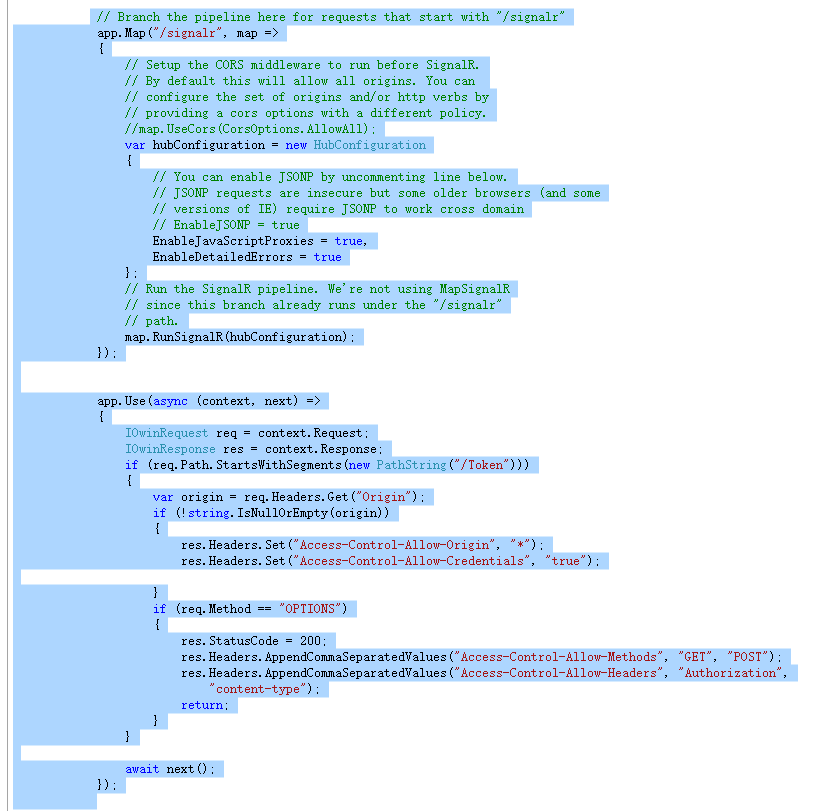 // Branch the pipeline here for requests that start with "/signalr"
app.Map("/signalr", map =>
{
// Setup the CORS middleware to run before SignalR.
// By default this will allow all origins. You can
// configure the set of origins and/or http verbs by
// providing a cors options with a different policy.
//map.UseCors(CorsOptions.AllowAll);
var hubConfiguration = new HubConfiguration
{
// You can enable JSONP by uncommenting line below.
// JSONP requests are insecure but some older browsers (and some
// versions of IE) require JSONP to work cross domain
// EnableJSONP = true
EnableJavaScriptProxies = true,
EnableDetailedErrors = true
};
// Run the SignalR pipeline. We're not using MapSignalR
// since this branch already runs under the "/signalr"
// path.
map.RunSignalR(hubConfiguration);
});
app.Use(async (context, next) =>
{
IOwinRequest req = context.Request;
IOwinResponse res = context.Response;
if (req.Path.StartsWithSegments(new PathString("/Token")))
{
var origin = req.Headers.Get("Origin");
if (!string.IsNullOrEmpty(origin))
{
res.Headers.Set("Access-Control-Allow-Origin", "*");
res.Headers.Set("Access-Control-Allow-Credentials", "true");
}
if (req.Method == "OPTIONS")
{
res.StatusCode = 200;
res.Headers.AppendCommaSeparatedValues("Access-Control-Allow-Methods", "GET", "POST");
res.Headers.AppendCommaSeparatedValues("Access-Control-Allow-Headers", "Authorization",
"content-type");
return;
}
}
await next();
});